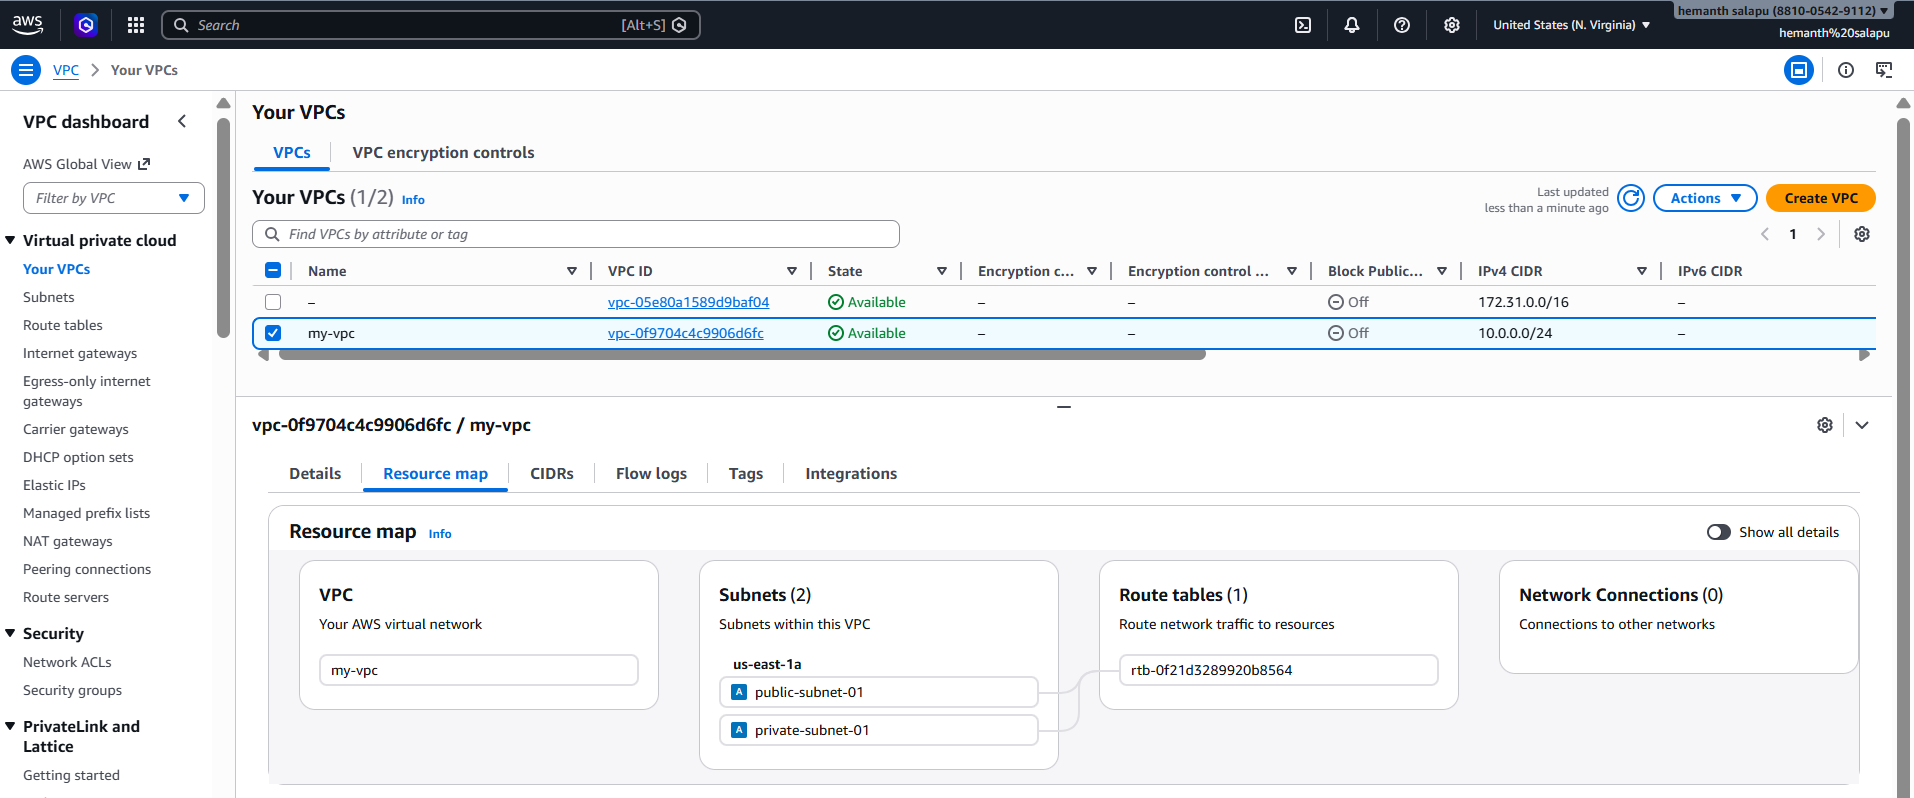 aws
Search [Alt+S]
United States (N. Virginia)
hemanth salapu (8810-0542-9112)
hemanth%20salapu
VPC > Your VPCs
VPC dashboard
AWS Global View
Filter by VPC
Virtual private cloud
Your VPCs
Subnets
Route tables
Internet gateways
Egress-only internet
gateways
Carrier gateways
DHCP option sets
Elastic IPs
Managed prefix lists
NAT gateways
Peering connections
Route servers
Security
Network ACLs
Security groups
PrivateLink and
Lattice
Getting started
Your VPCs
VPCs VPC encryption controls
Your VPCs (1/2) Info
Last updated
less than a minute ago
Actions
Create VPC
Find VPCs by attribute or tag
1
Name VPC ID State Encryption c... Encryption control ... Block Public... IPv4 CIDR IPv6 CIDR
– vpc-05e80a1589d9baf04 Available – – Off 172.31.0.0/16 –
my-vpc vpc-0f9704c4c9906d6fc Available – – Off 10.0.0.0/24 –
vpc-0f9704c4c9906d6fc / my-vpc
Details Resource map CIDRs Flow logs Tags Integrations
Resource map Info
Show all details
VPC
Your AWS virtual network
my-vpc
Subnets (2)
Subnets within this VPC
us-east-1a
A public-subnet-01
A private-subnet-01
Route tables (1)
Route network traffic to resources
rtb-0f21d3289920b8564
Network Connections (0)
Connections to other networks